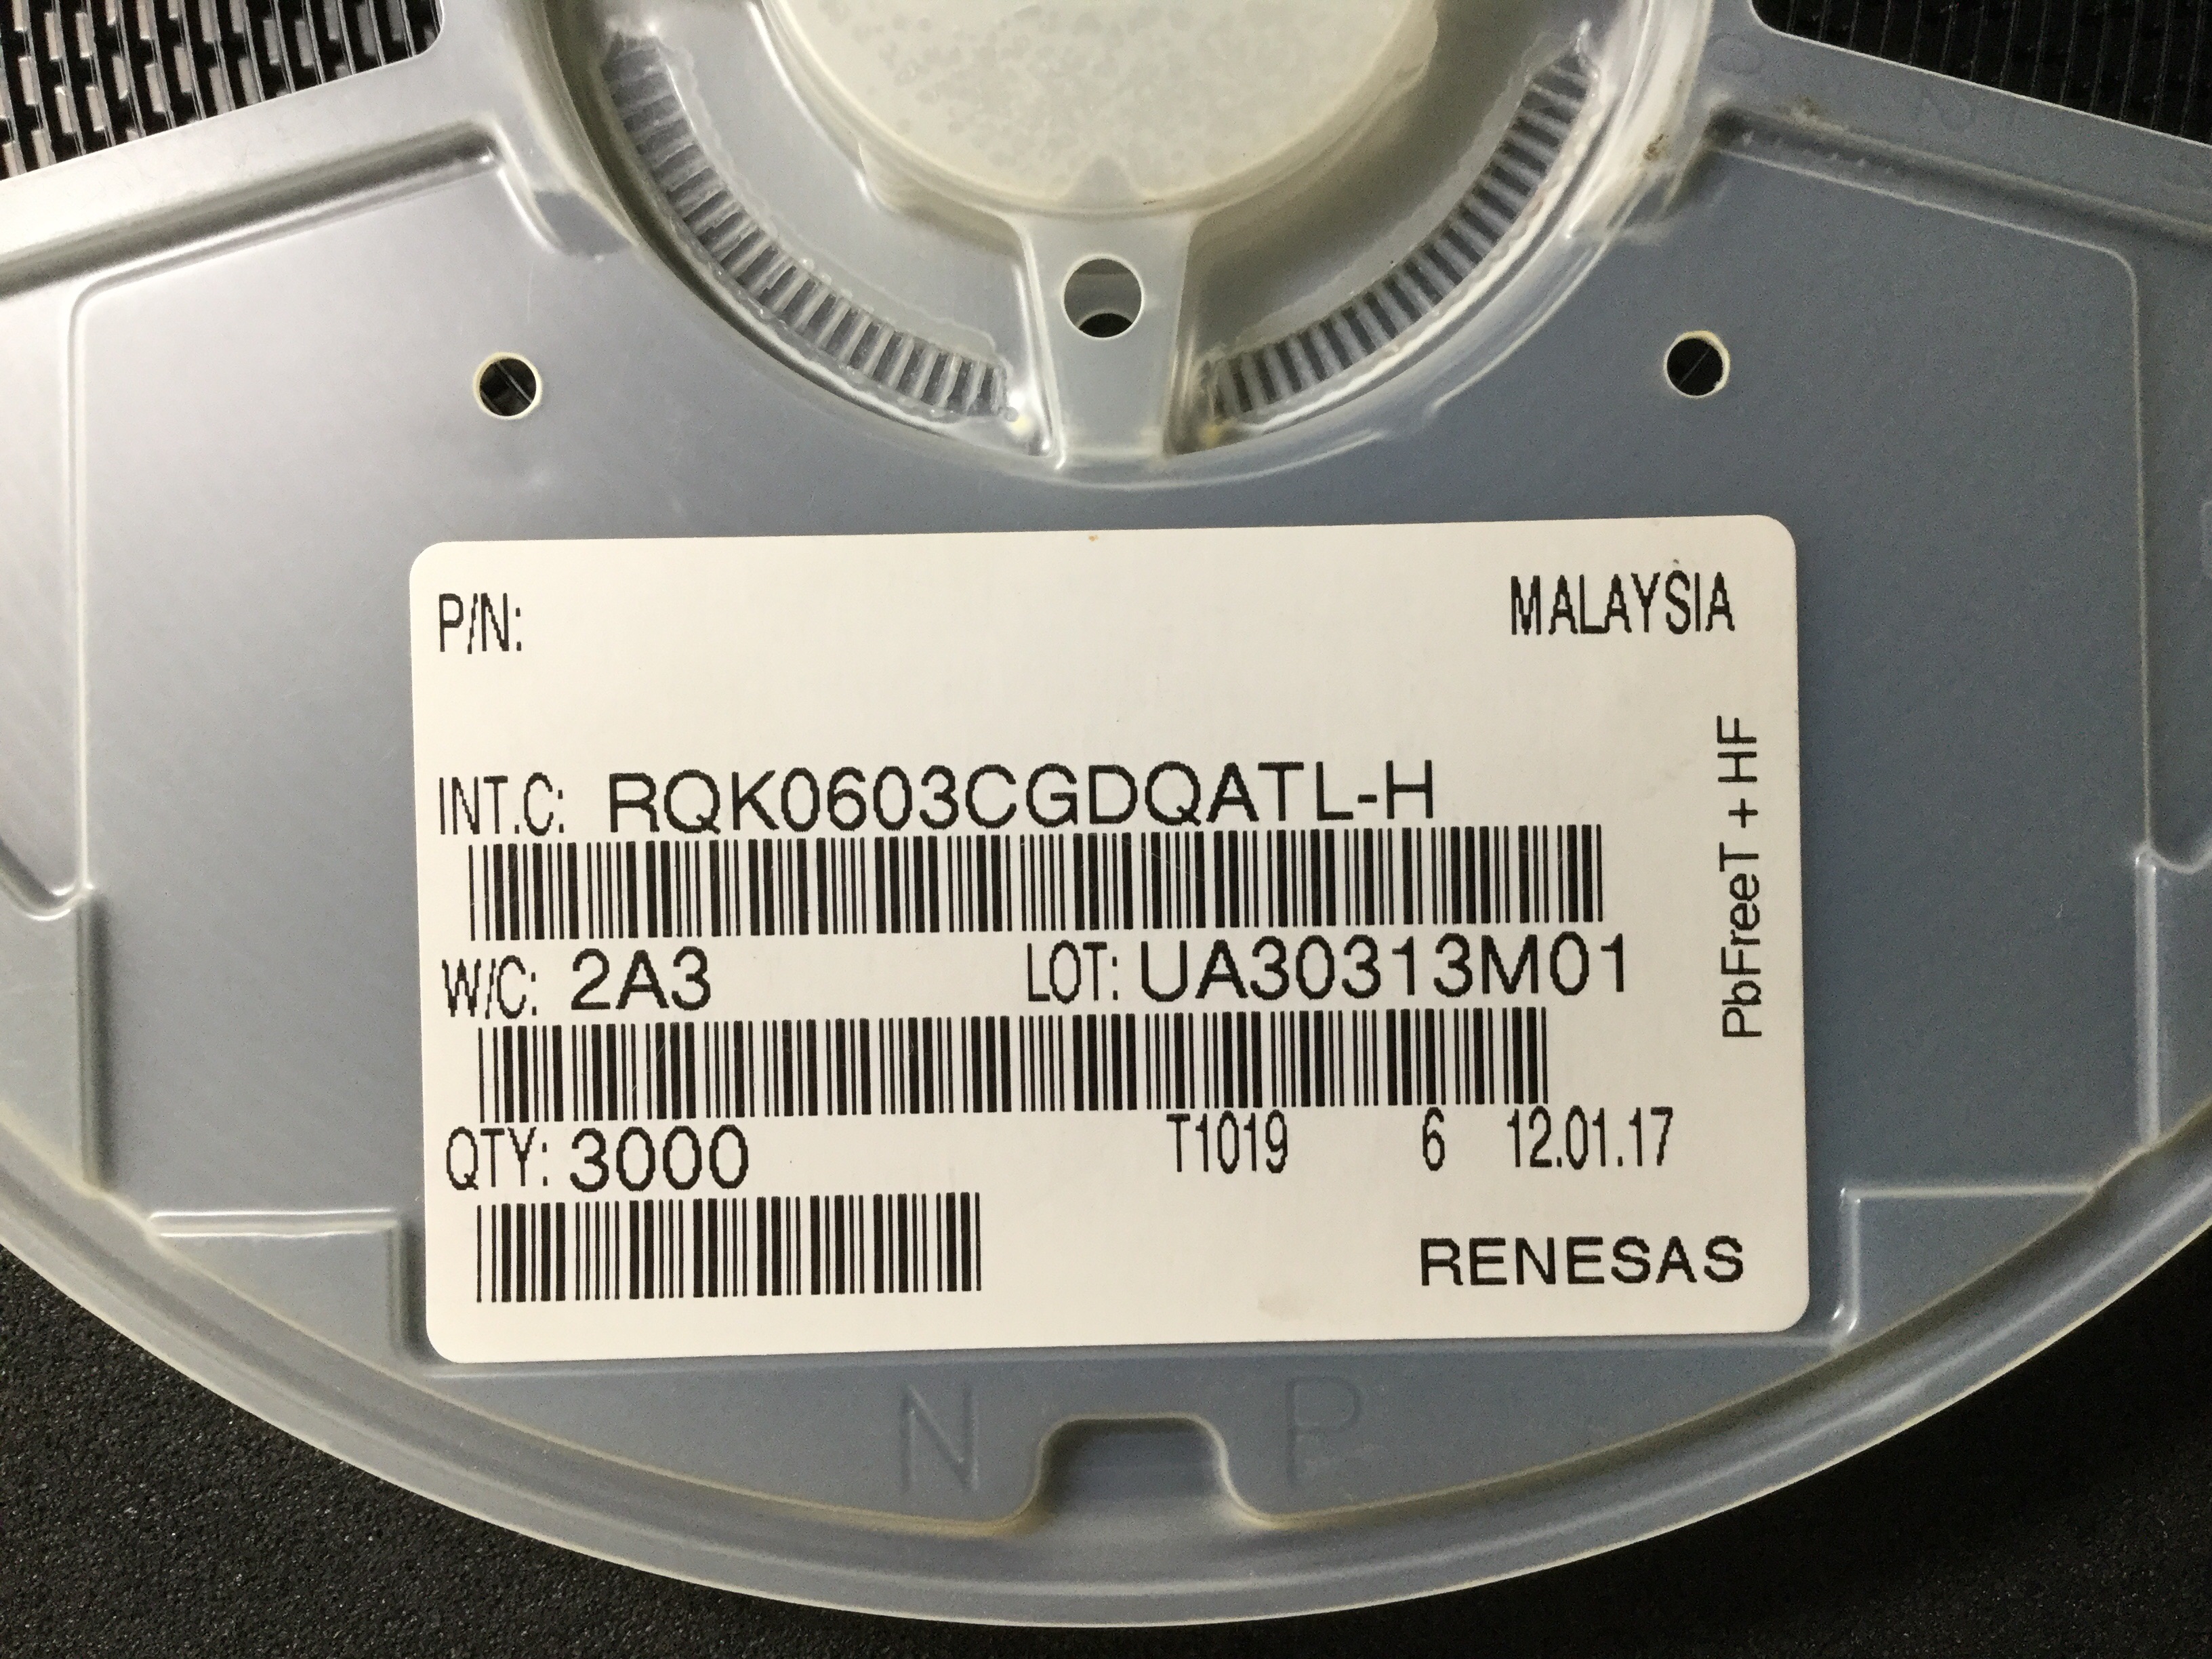 P/N: MALAYSIA
INT.C: RQK0603CGDQATL-H
PbFreeT + HF
W/C: 2A3 LOT: UA30313M01
QTY: 3000 T1019 6 12.01.17
RENESAS
N P